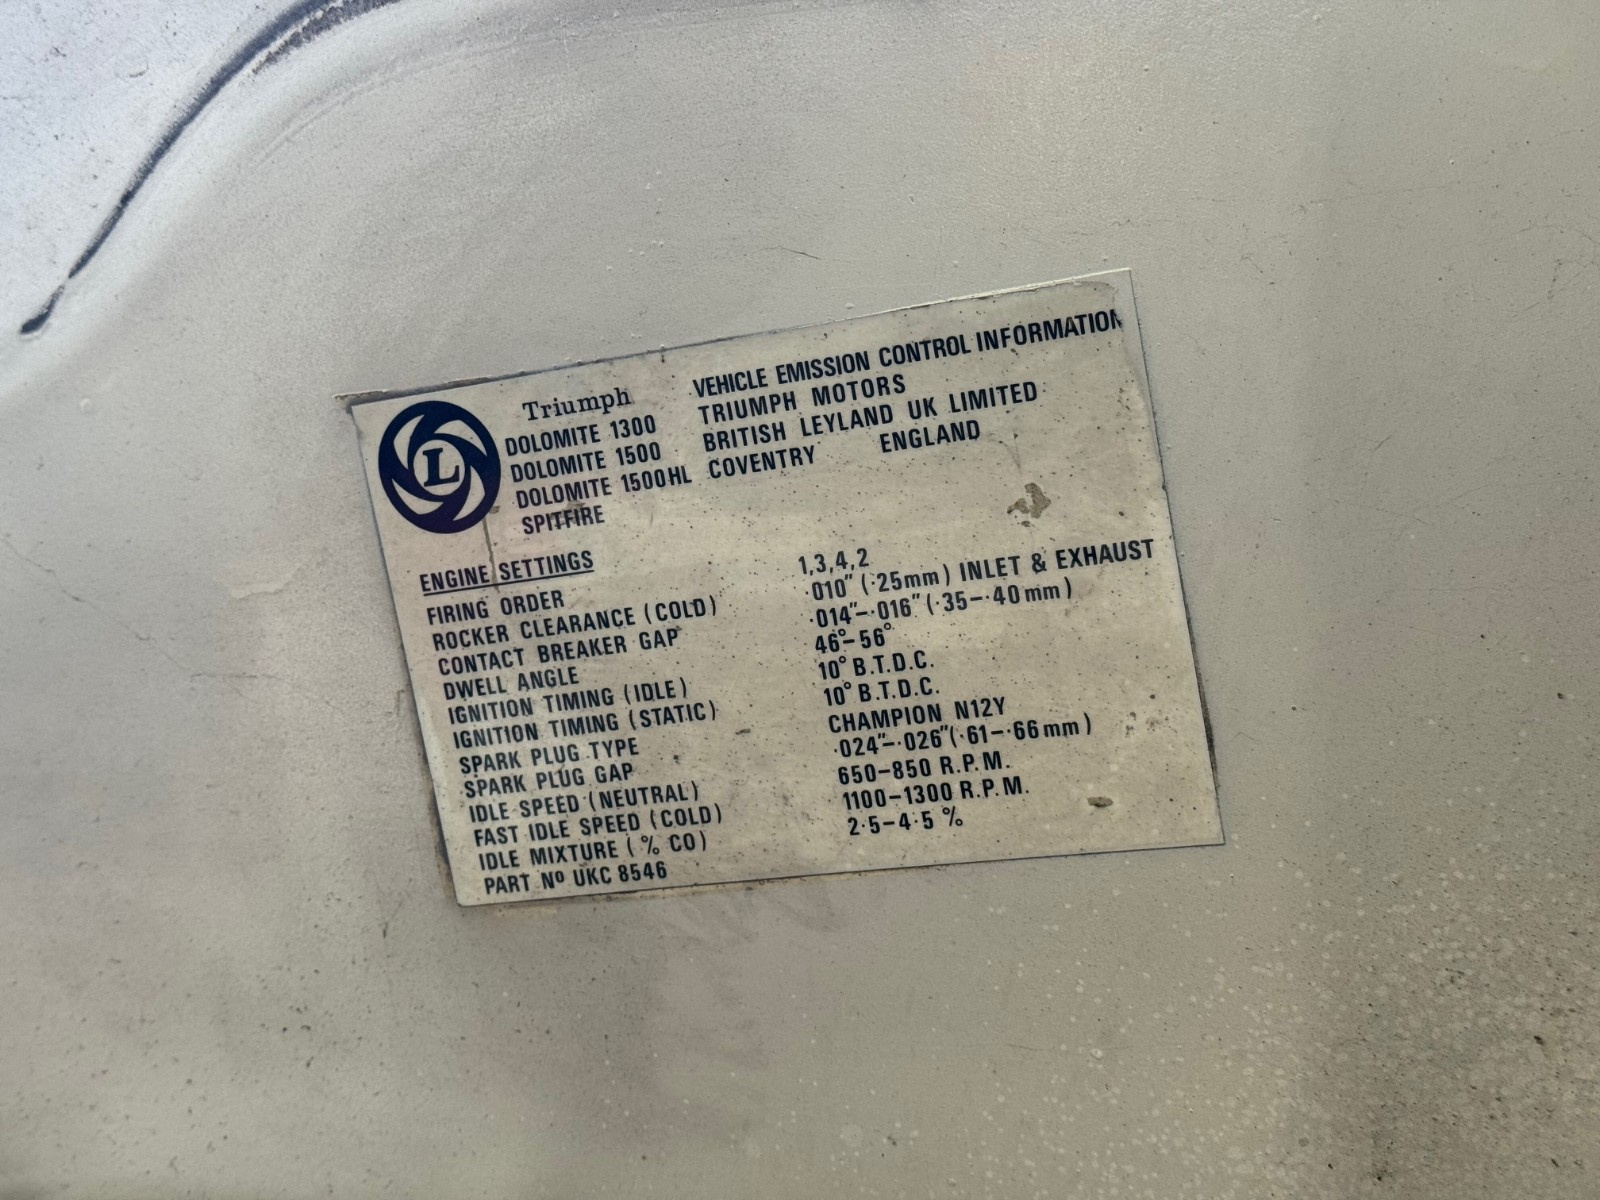 L
Triumph VEHICLE EMISSION CONTROL INFORMATION
DOLOMITE 1300 TRIUMPH MOTORS
DOLOMITE 1500 BRITISH LEYLAND UK LIMITED
DOLOMITE 1500HL COVENTRY ENGLAND
SPITFIRE
ENGINE SETTINGS
FIRING ORDER 1,3,4,2
ROCKER CLEARANCE (COLD) ·010" (·25mm) INLET & EXHAUST
CONTACT BREAKER GAP ·014"–·016" (·35–·40mm)
DWELL ANGLE 46°–56°
IGNITION TIMING (IDLE) 10° B.T.D.C.
IGNITION TIMING (STATIC) 10° B.T.D.C.
SPARK PLUG TYPE CHAMPION N12Y
SPARK PLUG GAP ·024"–·026" (·61–·66mm)
IDLE SPEED (NEUTRAL) 650–850 R.P.M.
FAST IDLE SPEED (COLD) 1100–1300 R.P.M.
IDLE MIXTURE (% CO) 2·5–4·5 %
PART Nº UKC 8546